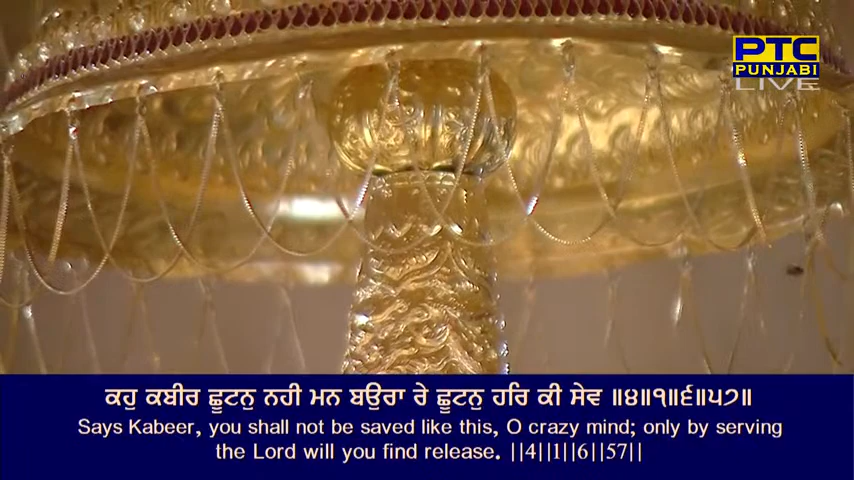 PTC
PUNJABI
LIVE
ਕਹੁ ਕਬੀਰ ਛੂਟਨੁ ਨਹੀ ਮਨ ਬਉਰਾ ਰੇ ਛੂਟਨੁ ਹਰਿ ਕੀ ਸੇਵ ॥੪॥੧॥੬॥੫੭॥
Says Kabeer, you shall not be saved like this, O crazy mind; only by serving
the Lord will you find release. ||4||1||6||57||